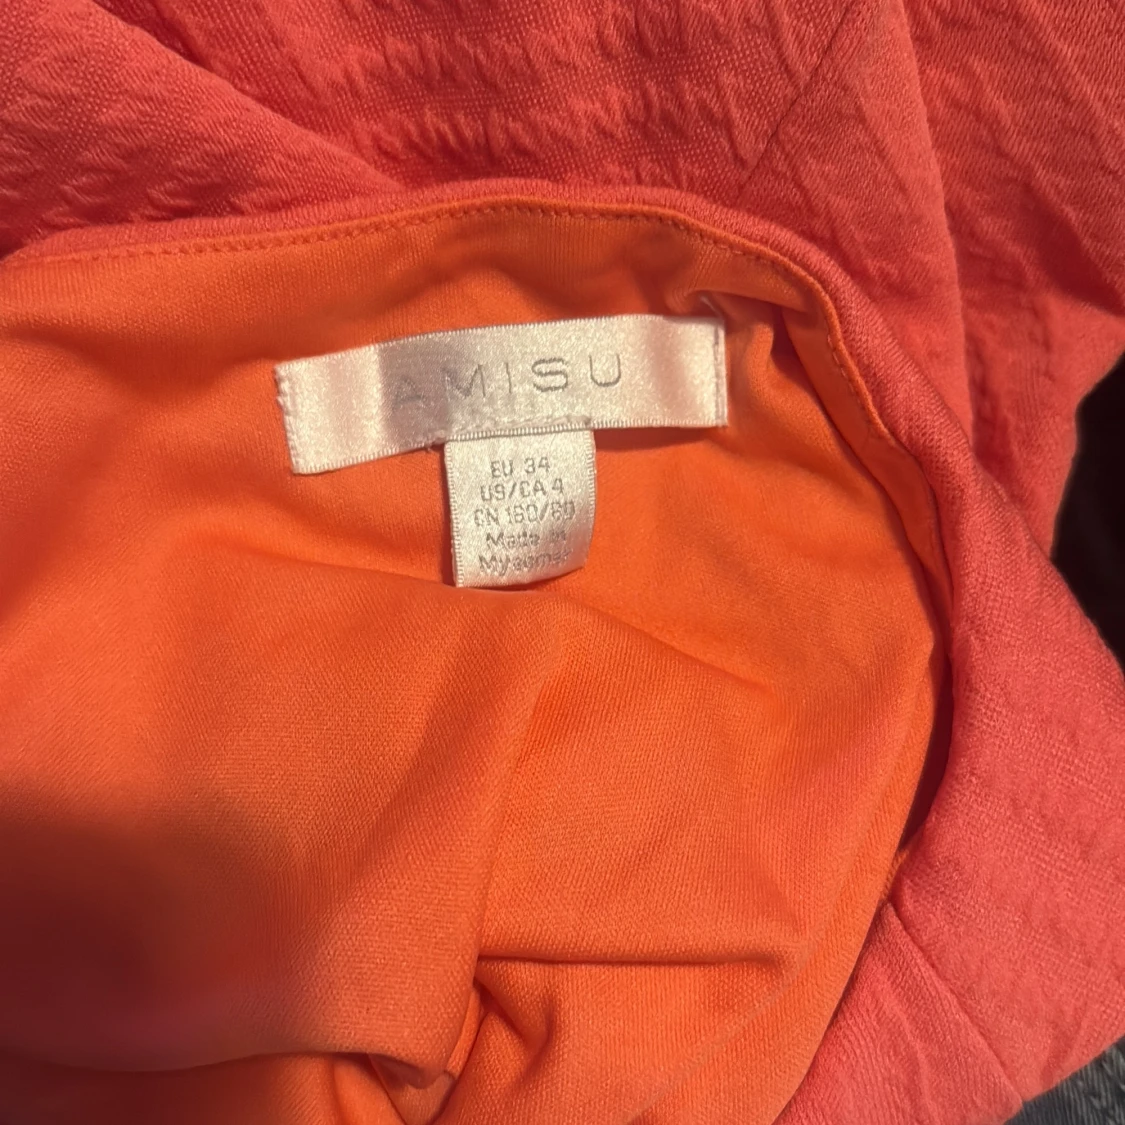 AMISU
EU 34
US/CA 4
CN 160/80
Made in
Myanmar